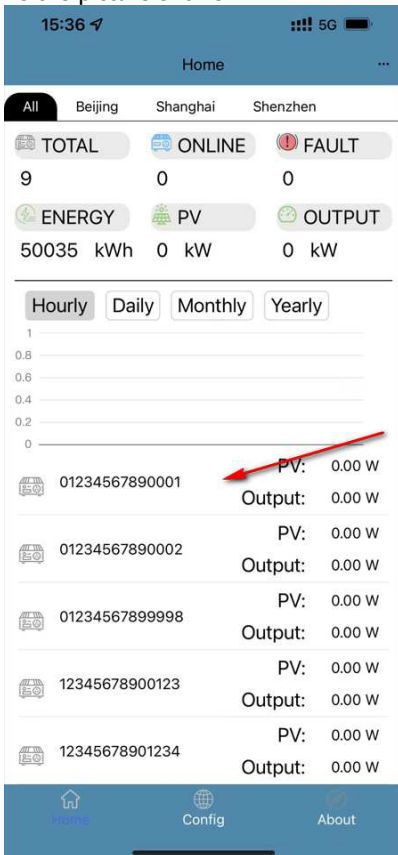 15:36 5G
Home ...
All Beijing Shanghai Shenzhen
TOTAL ONLINE FAULT
9 0 0
ENERGY PV OUTPUT
50035 kWh 0 kW 0 kW
Hourly Daily Monthly Yearly
1
0.8
0.6
0.4
0.2
0
PV: 0.00 W
01234567890001
Output: 0.00 W
PV: 0.00 W
01234567890002
Output: 0.00 W
PV: 0.00 W
01234567899998
Output: 0.00 W
PV: 0.00 W
12345678900123
Output: 0.00 W
PV: 0.00 W
12345678901234
Output: 0.00 W
Home Config About